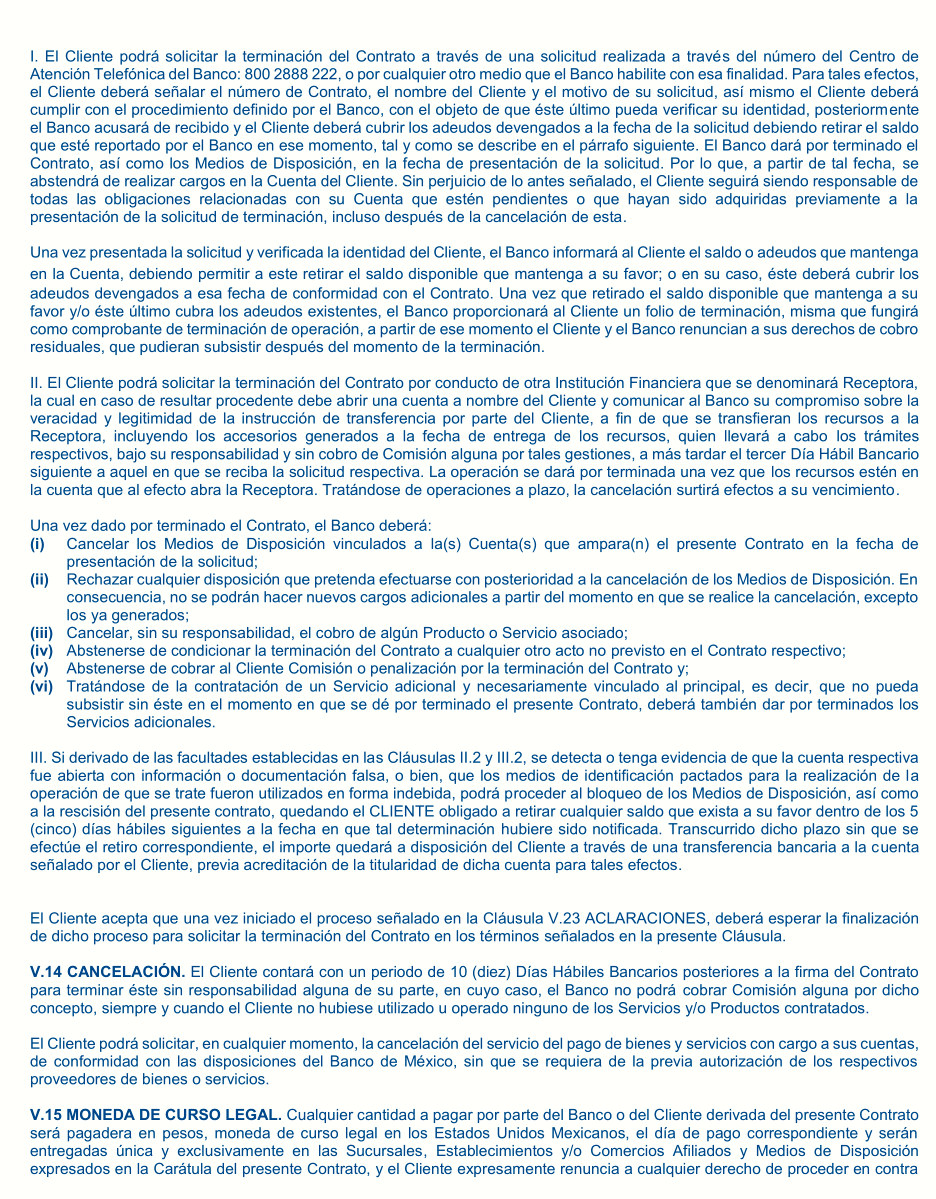 I. El Cliente podrá solicitar la terminación del Contrato a través de una solicitud realizada a través del número del Centro de
Atención Telefónica del Banco: 800 2888 222, o por cualquier otro medio que el Banco habilite con esa finalidad. Para tales efectos,
el Cliente deberá señalar el número de Contrato, el nombre del Cliente y el motivo de su solicitud, así mismo el Cliente deberá
cumplir con el procedimiento definido por el Banco, con el objeto de que éste último pueda verificar su identidad, posteriormente
el Banco acusará de recibido y el Cliente deberá cubrir los adeudos devengados a la fecha de la solicitud debiendo retirar el saldo
que esté reportado por el Banco en ese momento, tal y como se describe en el párrafo siguiente. El Banco dará por terminado el
Contrato, así como los Medios de Disposición, en la fecha de presentación de la solicitud. Por lo que, a partir de tal fecha, se
abstendrá de realizar cargos en la Cuenta del Cliente. Sin perjuicio de lo antes señalado, el Cliente seguirá siendo responsable de
todas las obligaciones relacionadas con su Cuenta que estén pendientes o que hayan sido adquiridas previamente a la
presentación de la solicitud de terminación, incluso después de la cancelación de esta.
Una vez presentada la solicitud y verificada la identidad del Cliente, el Banco informará al Cliente el saldo o adeudos que mantenga
en la Cuenta, debiendo permitir a este retirar el saldo disponible que mantenga a su favor; o en su caso, éste deberá cubrir los
adeudos devengados a esa fecha de conformidad con el Contrato. Una vez que retirado el saldo disponible que mantenga a su
favor y/o éste último cubra los adeudos existentes, el Banco proporcionará al Cliente un folio de terminación, misma que fungirá
como comprobante de terminación de operación, a partir de ese momento el Cliente y el Banco renuncian a sus derechos de cobro
residuales, que pudieran subsistir después del momento de la terminación.
II. El Cliente podrá solicitar la terminación del Contrato por conducto de otra Institución Financiera que se denominará Receptora,
la cual en caso de resultar procedente debe abrir una cuenta a nombre del Cliente y comunicar al Banco su compromiso sobre la
veracidad y legitimidad de la instrucción de transferencia por parte del Cliente, a fin de que se transfieran los recursos a la
Receptora, incluyendo los accesorios generados a la fecha de entrega de los recursos, quien llevará a cabo los trámites
respectivos, bajo su responsabilidad y sin cobro de Comisión alguna por tales gestiones, a más tardar el tercer Día Hábil Bancario
siguiente a aquel en que se reciba la solicitud respectiva. La operación se dará por terminada una vez que los recursos estén en
la cuenta que al efecto abra la Receptora. Tratándose de operaciones a plazo, la cancelación surtirá efectos a su vencimiento.
Una vez dado por terminado el Contrato, el Banco deberá:
(i) Cancelar los Medios de Disposición vinculados a la(s) Cuenta(s) que ampara(n) el presente Contrato en la fecha de
presentación de la solicitud;
(ii) Rechazar cualquier disposición que pretenda efectuarse con posterioridad a la cancelación de los Medios de Disposición. En
consecuencia, no se podrán hacer nuevos cargos adicionales a partir del momento en que se realice la cancelación, excepto
los ya generados;
(iii) Cancelar, sin su responsabilidad, el cobro de algún Producto o Servicio asociado;
(iv) Abstenerse de condicionar la terminación del Contrato a cualquier otro acto no previsto en el Contrato respectivo;
(v) Abstenerse de cobrar al Cliente Comisión o penalización por la terminación del Contrato y;
(vi) Tratándose de la contratación de un Servicio adicional y necesariamente vinculado al principal, es decir, que no pueda
subsistir sin éste en el momento en que se dé por terminado el presente Contrato, deberá también dar por terminados los
Servicios adicionales.
III. Si derivado de las facultades establecidas en las Cláusulas II.2 y III.2, se detecta o tenga evidencia de que la cuenta respectiva
fue abierta con información o documentación falsa, o bien, que los medios de identificación pactados para la realización de la
operación de que se trate fueron utilizados en forma indebida, podrá proceder al bloqueo de los Medios de Disposición, así como
a la rescisión del presente contrato, quedando el CLIENTE obligado a retirar cualquier saldo que exista a su favor dentro de los 5
(cinco) días hábiles siguientes a la fecha en que tal determinación hubiere sido notificada. Transcurrido dicho plazo sin que se
efectúe el retiro correspondiente, el importe quedará a disposición del Cliente a través de una transferencia bancaria a la cuenta
señalado por el Cliente, previa acreditación de la titularidad de dicha cuenta para tales efectos.
El Cliente acepta que una vez iniciado el proceso señalado en la Cláusula V.23 ACLARACIONES, deberá esperar la finalización
de dicho proceso para solicitar la terminación del Contrato en los términos señalados en la presente Cláusula.
V.14 CANCELACIÓN. El Cliente contará con un periodo de 10 (diez) Días Hábiles Bancarios posteriores a la firma del Contrato
para terminar éste sin responsabilidad alguna de su parte, en cuyo caso, el Banco no podrá cobrar Comisión alguna por dicho
concepto, siempre y cuando el Cliente no hubiese utilizado u operado ninguno de los Servicios y/o Productos contratados.
El Cliente podrá solicitar, en cualquier momento, la cancelación del servicio del pago de bienes y servicios con cargo a sus cuentas,
de conformidad con las disposiciones del Banco de México, sin que se requiera de la previa autorización de los respectivos
proveedores de bienes o servicios.
V.15 MONEDA DE CURSO LEGAL. Cualquier cantidad a pagar por parte del Banco o del Cliente derivada del presente Contrato
será pagadera en pesos, moneda de curso legal en los Estados Unidos Mexicanos, el día de pago correspondiente y serán
entregadas única y exclusivamente en las Sucursales, Establecimientos y/o Comercios Afiliados y Medios de Disposición
expresados en la Carátula del presente Contrato, y el Cliente expresamente renuncia a cualquier derecho de proceder en contra